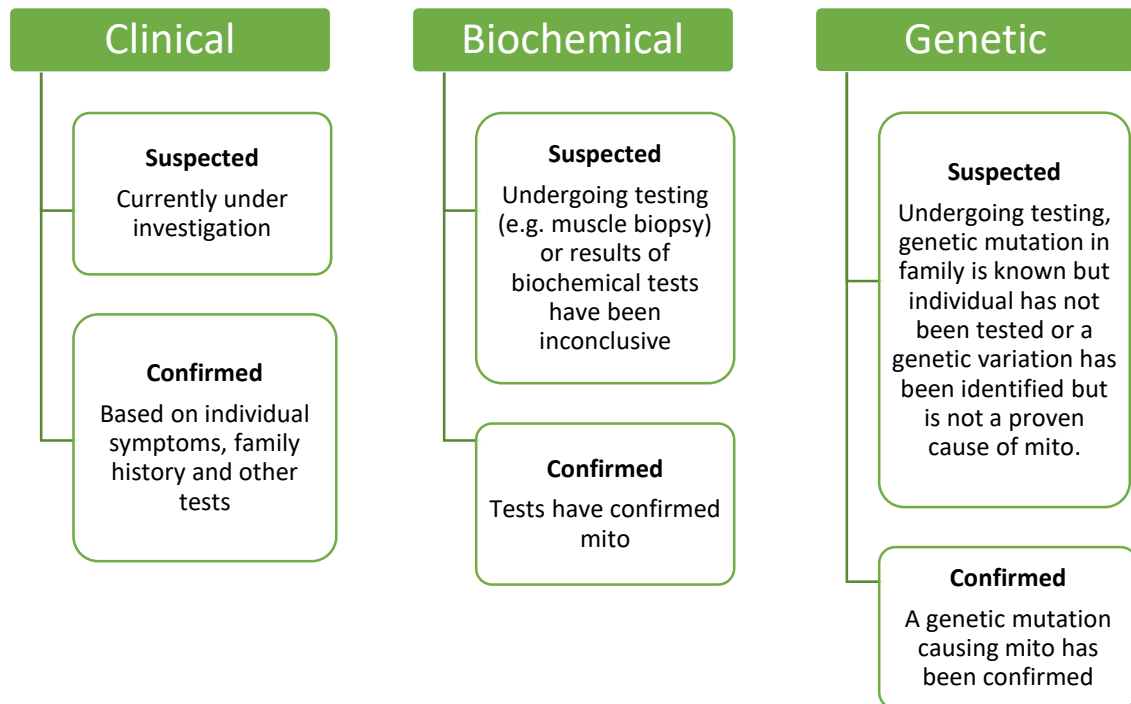 Clinical
Suspected
Currently under
investigation
Confirmed
Based on individual
symptoms, family
history and other
tests
Biochemical
Suspected
Undergoing testing
(e.g. muscle biopsy)
or results of
biochemical tests
have been
inconclusive
Confirmed
Tests have confirmed
mito
Genetic
Suspected
Undergoing testing,
genetic mutation in
family is known but
individual has not
been tested or a
genetic variation has
been identified but
is not a proven
cause of mito.
Confirmed
A genetic mutation
causing mito has
been confirmed